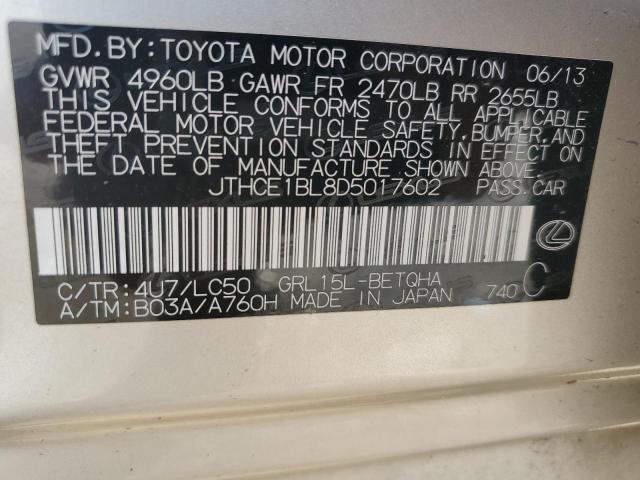 MFD.BY:TOYOTA MOTOR CORPORATION 06/13
GVWR 4960LB GAWR FR 2470LB RR 2655LB
THIS VEHICLE CONFORMS TO ALL APPLICABLE
FEDERAL MOTOR VEHICLE SAFETY,BUMPER,AND
THEFT PREVENTION STANDARDS IN EFFECT ON
THE DATE OF MANUFACTURE SHOWN ABOVE.
JTHCE1BL8D5017602 PASS.CAR
C/TR:4U7/LC50 GRL15L-BETQHA
A/TM:B03A/A760H MADE IN JAPAN 740 C